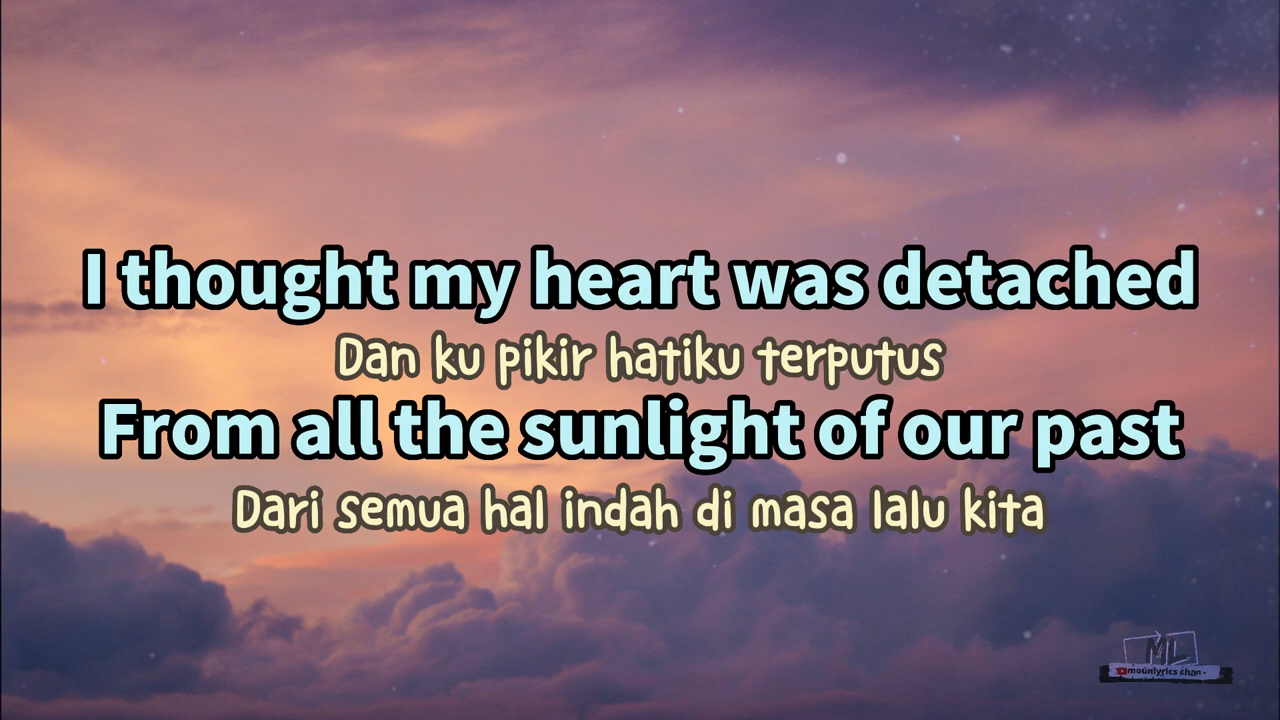 I thought my heart was detached
Dan ku pikir hatiku terputus
From all the sunlight of our past
Dari semua hal indah di masa lalu kita
ML
mounlyrics chan